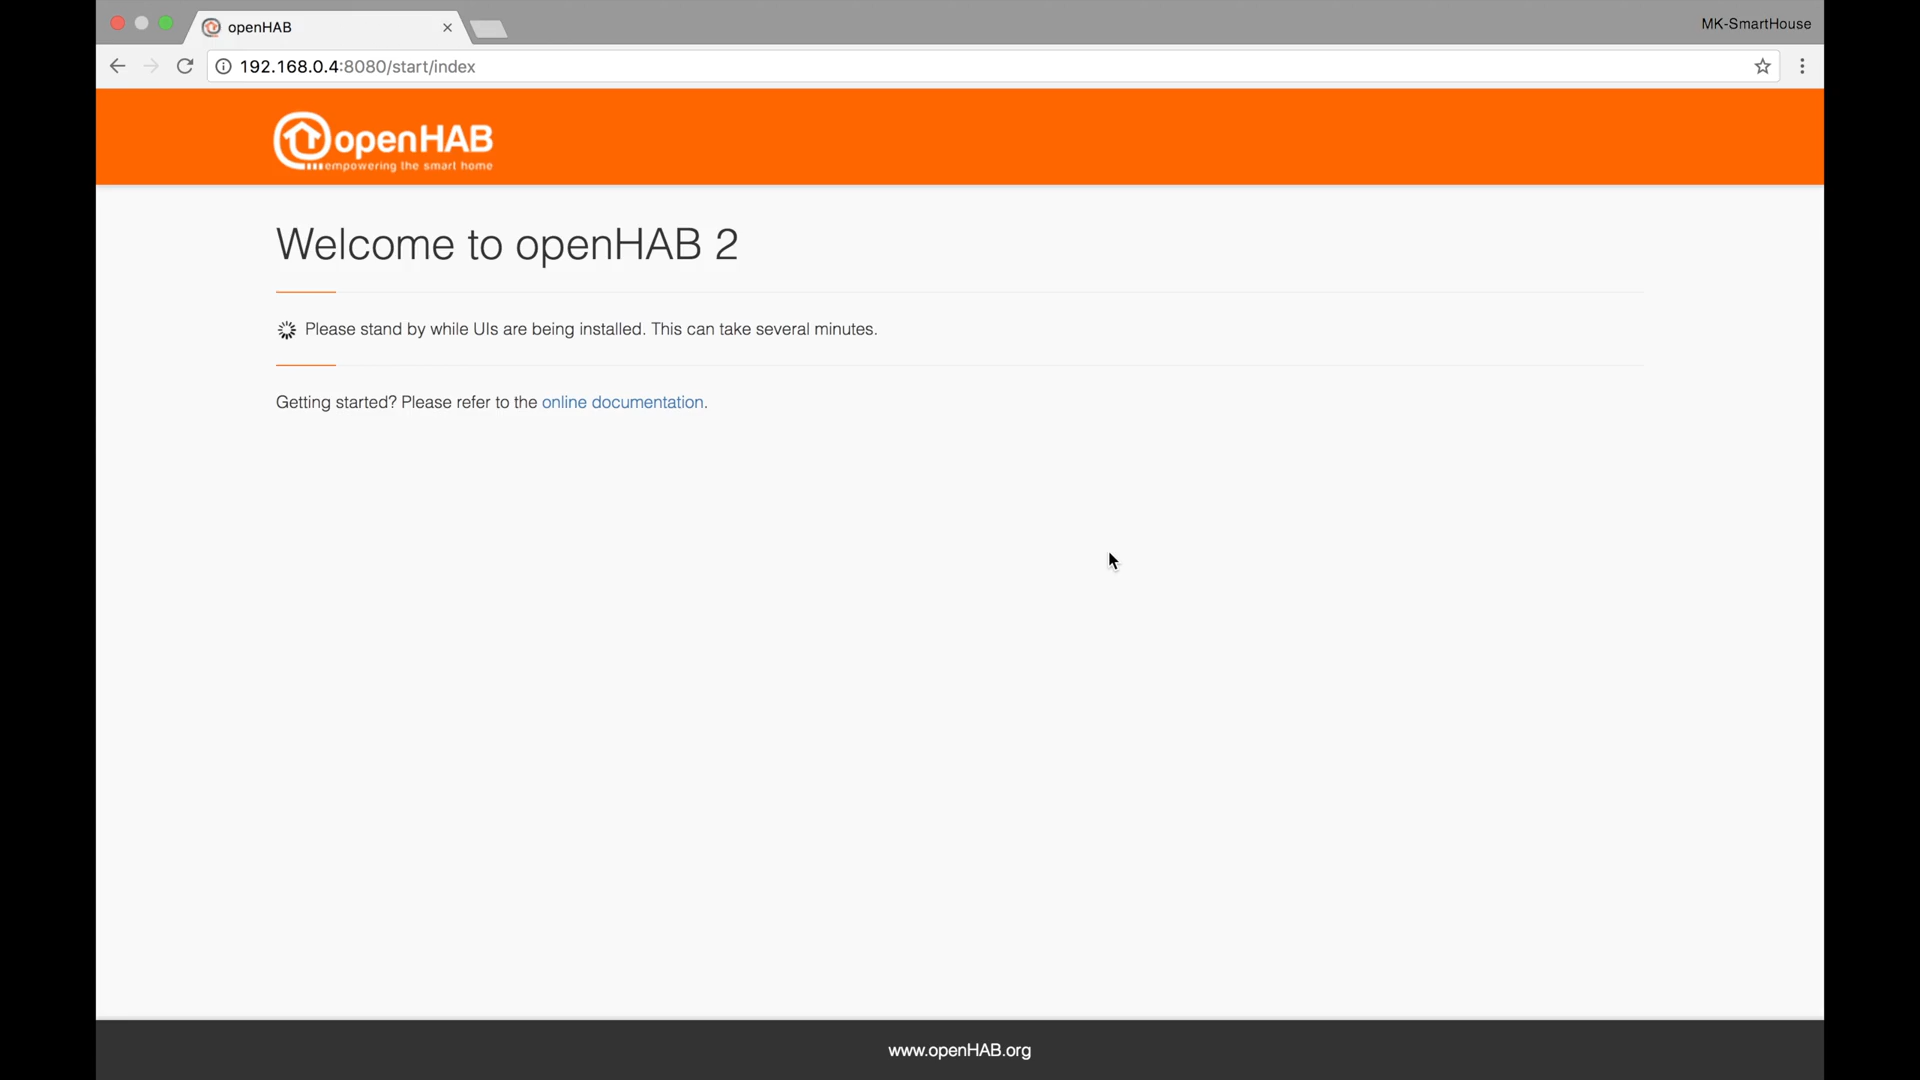 openHAB
MK-SmartHouse
192.168.0.4:8080/start/index
openHAB
empowering the smart home
Welcome to openHAB 2
Please stand by while UIs are being installed. This can take several minutes.
Getting started? Please refer to the online documentation.
www.openHAB.org